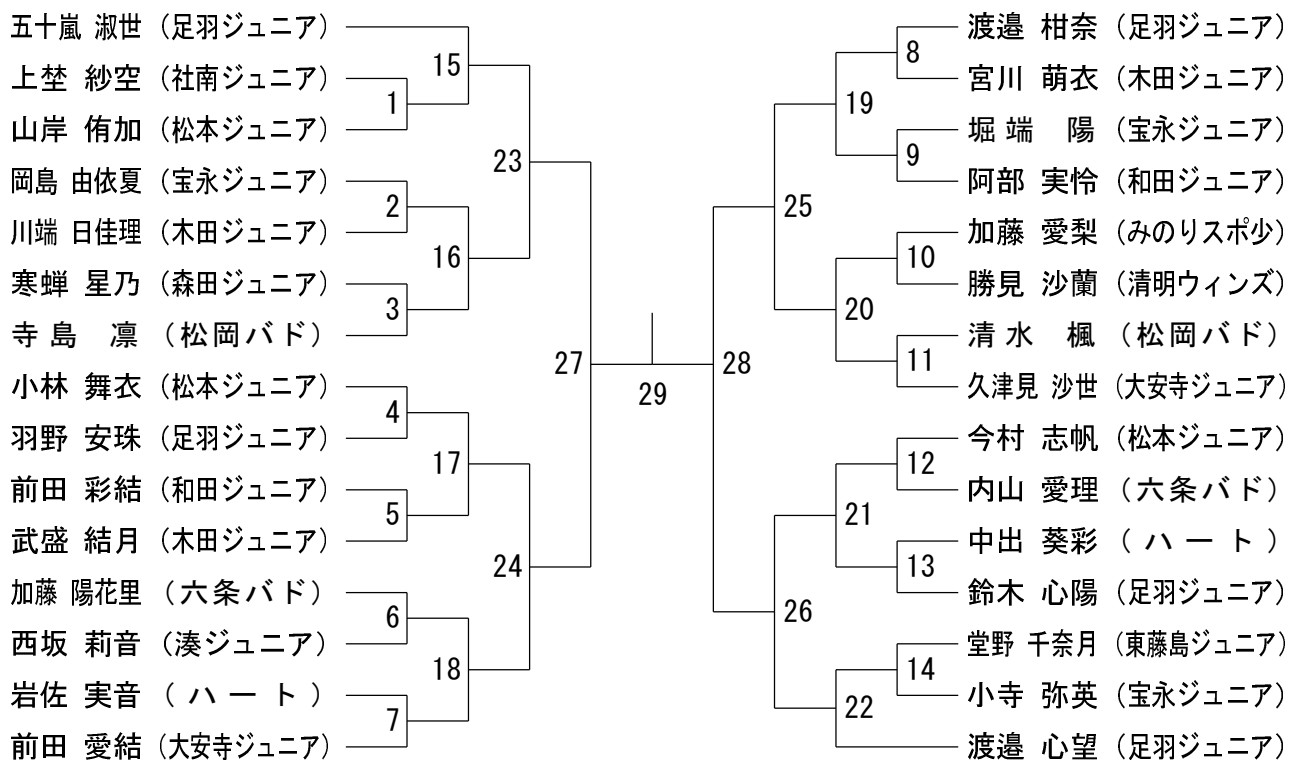 五十嵐 淑世 (足羽ジュニア)
上埜 紗空 (社南ジュニア)
山岸 侑加 (松本ジュニア)
岡島 由依夏 (宝永ジュニア)
川端 日佳理 (木田ジュニア)
寒蝉 星乃 (森田ジュニア)
寺島 凛 (松岡バド)
小林 舞衣 (松本ジュニア)
羽野 安珠 (足羽ジュニア)
前田 彩結 (和田ジュニア)
武盛 結月 (木田ジュニア)
加藤 陽花里 (六条バド)
西坂 莉音 (湊ジュニア)
岩佐 実音 (ハート)
前田 愛結 (大安寺ジュニア)
15
1
23
2
16
3
27
4
17
5
24
6
18
7
29
28
8
19
9
25
10
20
11
12
21
13
26
14
22
渡邉 柑奈 (足羽ジュニア)
宮川 萌衣 (木田ジュニア)
堀端 陽 (宝永ジュニア)
阿部 実怜 (和田ジュニア)
加藤 愛梨 (みのりスポ少)
勝見 沙蘭 (清明ウィンズ)
清水 楓 (松岡バド)
久津見 沙世 (大安寺ジュニア)
今村 志帆 (松本ジュニア)
内山 愛理 (六条バド)
中出 葵彩 (ハート)
鈴木 心陽 (足羽ジュニア)
堂野 千奈月 (東藤島ジュニア)
小寺 弥英 (宝永ジュニア)
渡邉 心望 (足羽ジュニア)